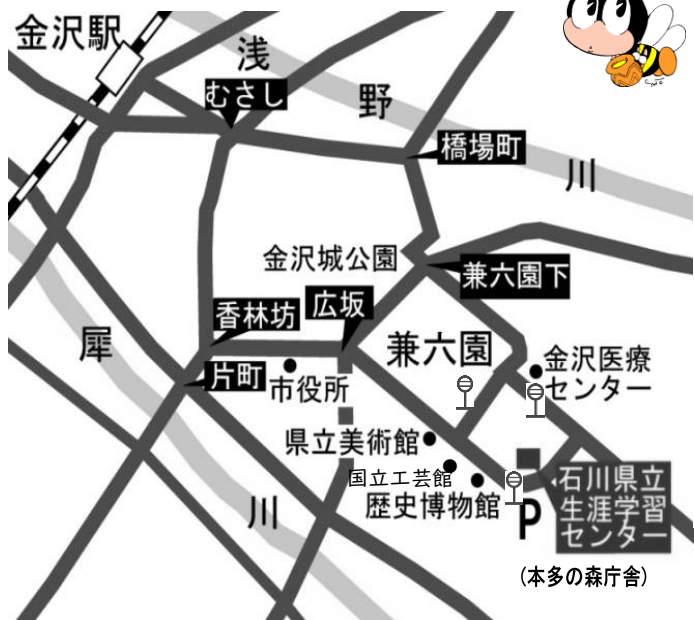 金沢駅
浅
野
川
むさし
橋場町
金沢城公園
兼六園下
香林坊
広坂
兼六園
金沢医療
センター
犀
川
片町
市役所
県立美術館
国立工芸館
歴史博物館
石川県立
生涯学習
センター
P
(本多の森庁舎)